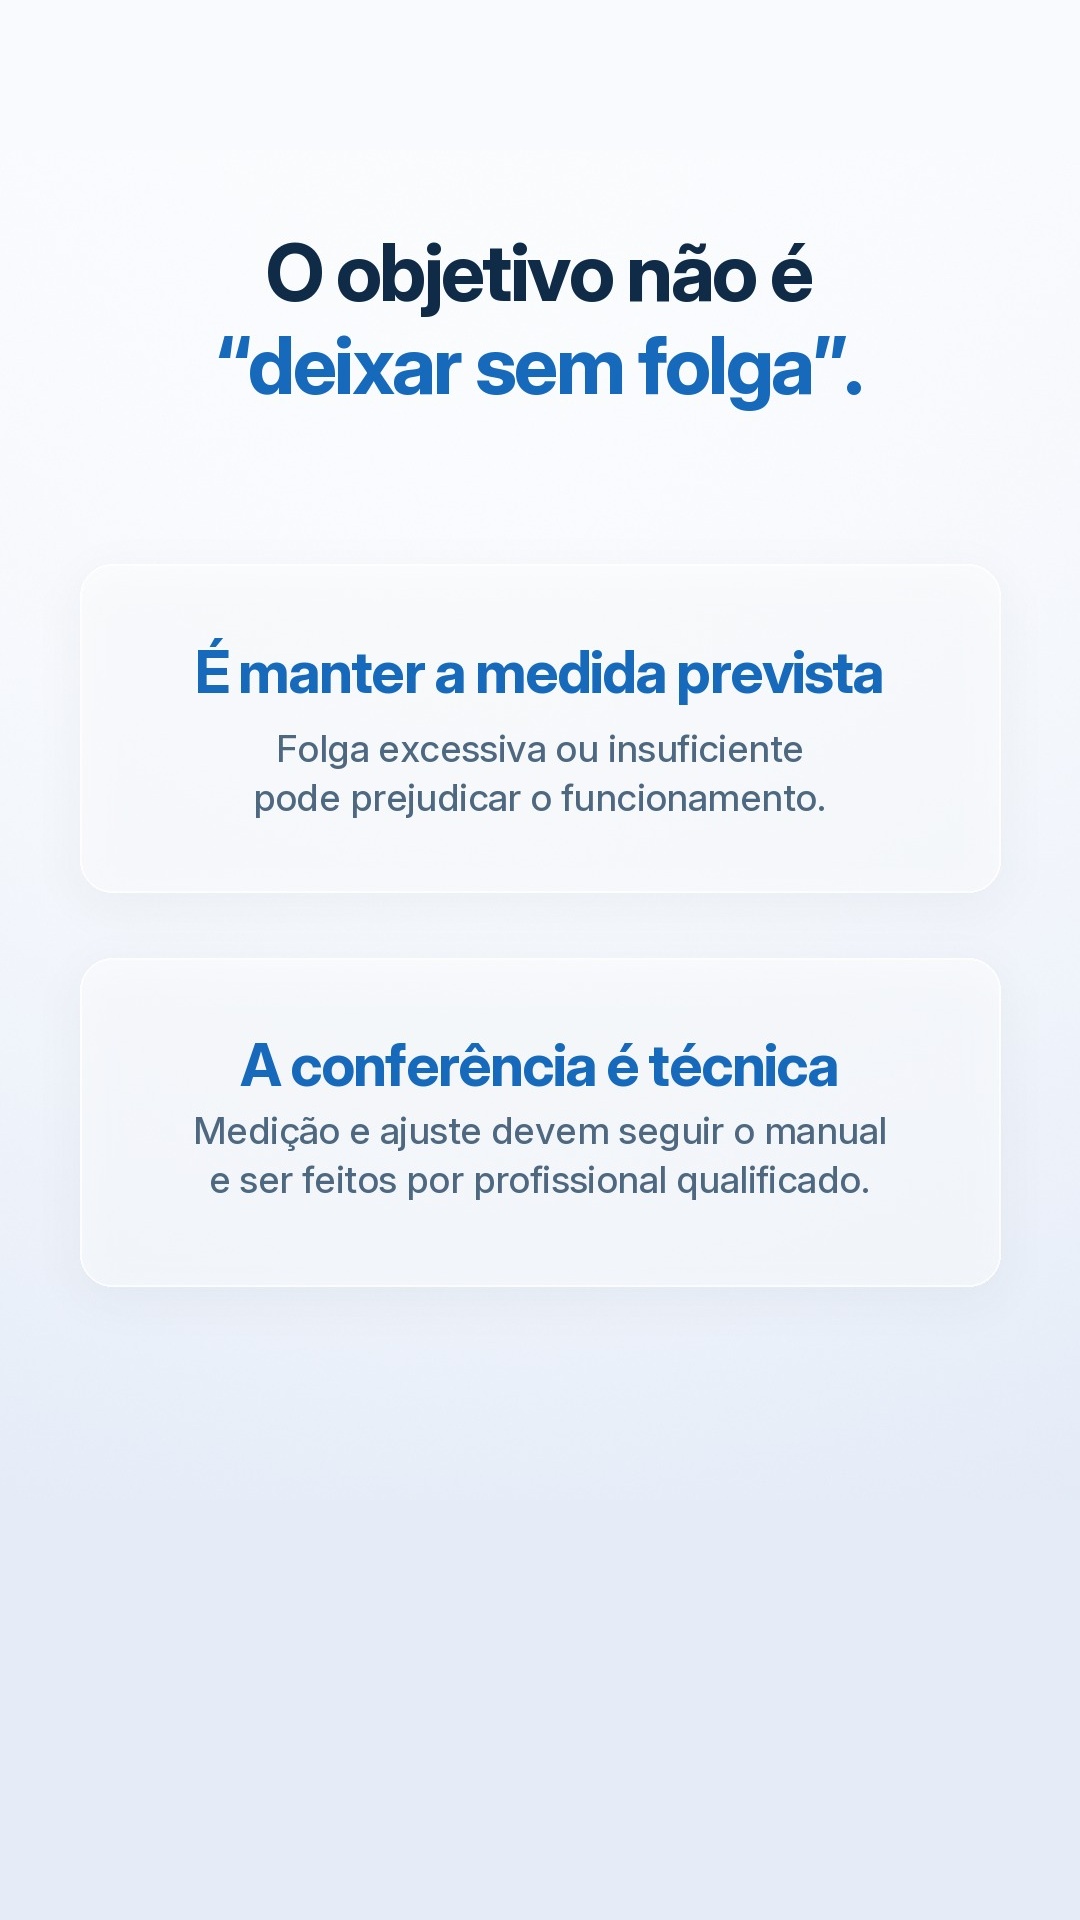 O objetivo não é
“deixar sem folga”.
É manter a medida prevista
Folga excessiva ou insuficiente
pode prejudicar o funcionamento.
A conferência é técnica
Medição e ajuste devem seguir o manual
e ser feitos por profissional qualificado.